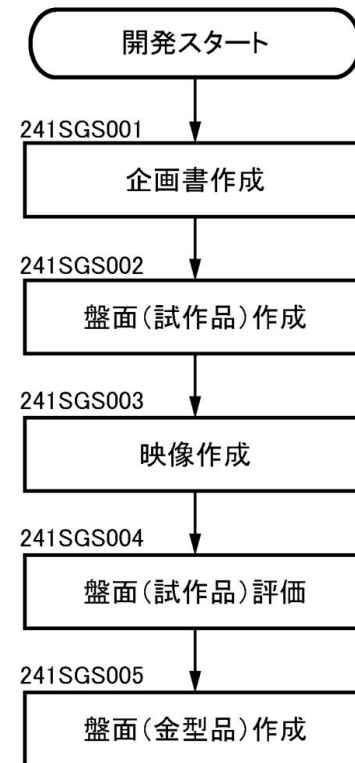 開発スタート
241SGS001
企画書作成
241SGS002
盤面(試作品)作成
241SGS003
映像作成
241SGS004
盤面(試作品)評価
241SGS005
盤面(金型品)作成